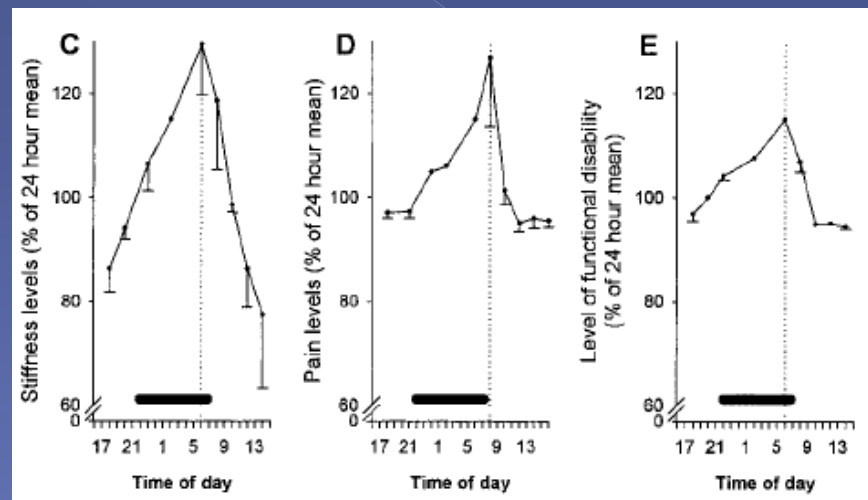 C
Stiffness levels (% of 24 hour mean)
120
100
80
60
0
17 21 1 5 9 13
Time of day
D
Pain levels (% of 24 hour mean)
120
100
80
60
0
17 21 1 5 9 13
Time of day
E
Level of functional disability
(% of 24 hour mean)
120
100
80
60
0
17 21 2 5 9 13
Time of day